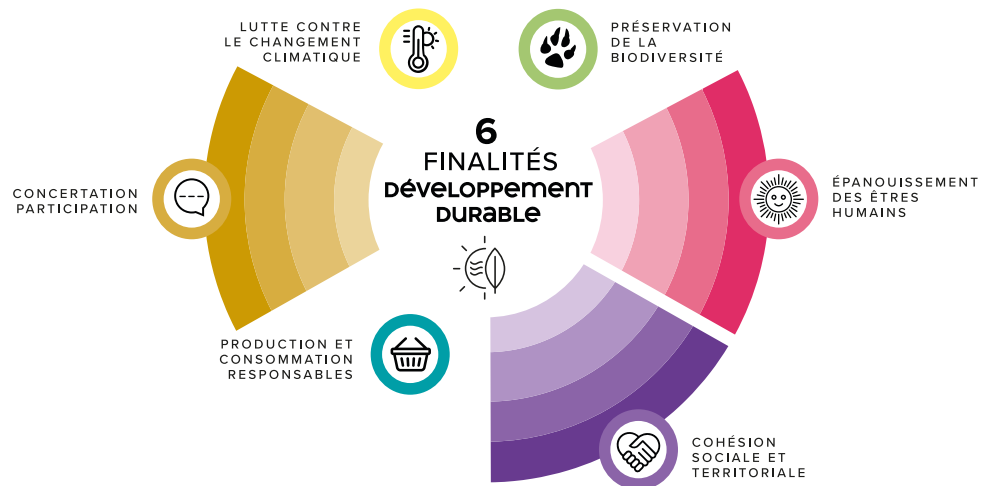 LUTTE CONTRE
LE CHANGEMENT
CLIMATIQUE
PRÉSERVATION
DE LA
BIODIVERSITÉ
6
FINALITÉS
Développement
Durable
CONCERTATION
PARTICIPATION
ÉPANOUISSEMENT
DES ÊTRES
HUMAINS
PRODUCTION ET
CONSOMMATION
RESPONSABLES
COHÉSION
SOCIALE ET
TERRITORIALE